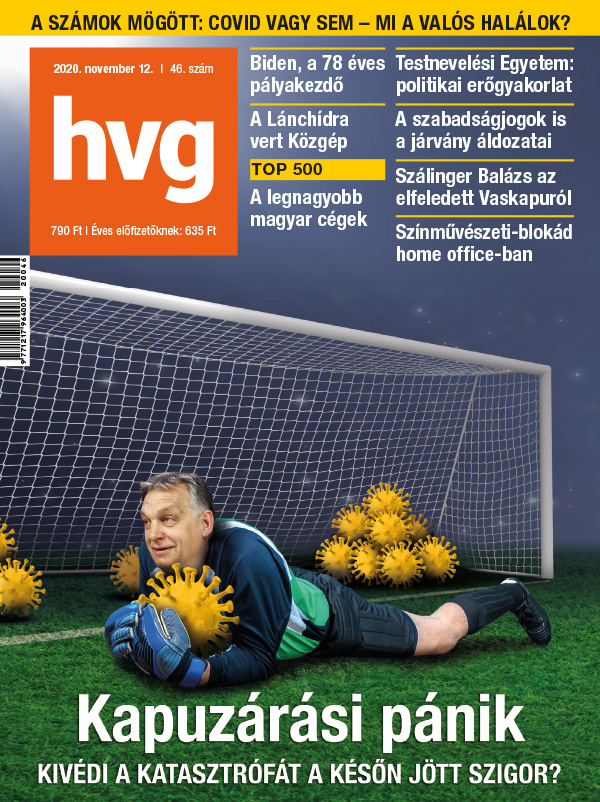 A SZÁMOK MÖGÖTT: COVID VAGY SEM – MI A VALÓS HALÁLOK?
2020. november 12. I 46. szám
hvg
790 Ft I Éves előfizetőknek: 635 Ft
Biden, a 78 éves
pályakezdő
A Lánchídra
vert Közgép
TOP 500
A legnagyobb
magyar cégek
Testnevelési Egyetem:
politikai erőgyakorlat
A szabadságjogok is
a járvány áldozatai
Szálinger Balázs az
elfeledett Vaskapuról
Színművészeti-blokád
home office-ban
20046
9771217964003
Kapuzárási pánik
KIVÉDI A KATASZTRÓFÁT A KÉSŐN JÖTT SZIGOR?